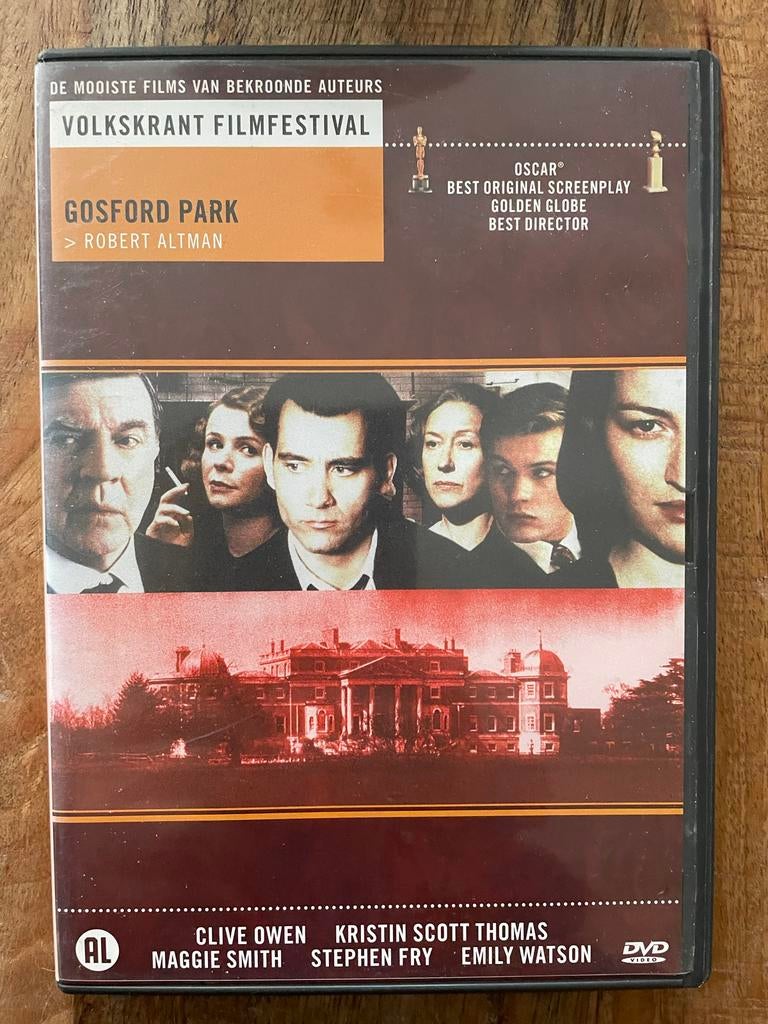 DE MOOISTE FILMS VAN BEKROONDE AUTEURS
VOLKSKRANT FILMFESTIVAL
GOSFORD PARK
> ROBERT ALTMAN
OSCAR®
BEST ORIGINAL SCREENPLAY
GOLDEN GLOBE
BEST DIRECTOR
CLIVE OWEN KRISTIN SCOTT THOMAS
MAGGIE SMITH STEPHEN FRY EMILY WATSON
AL
DVD
VIDEO